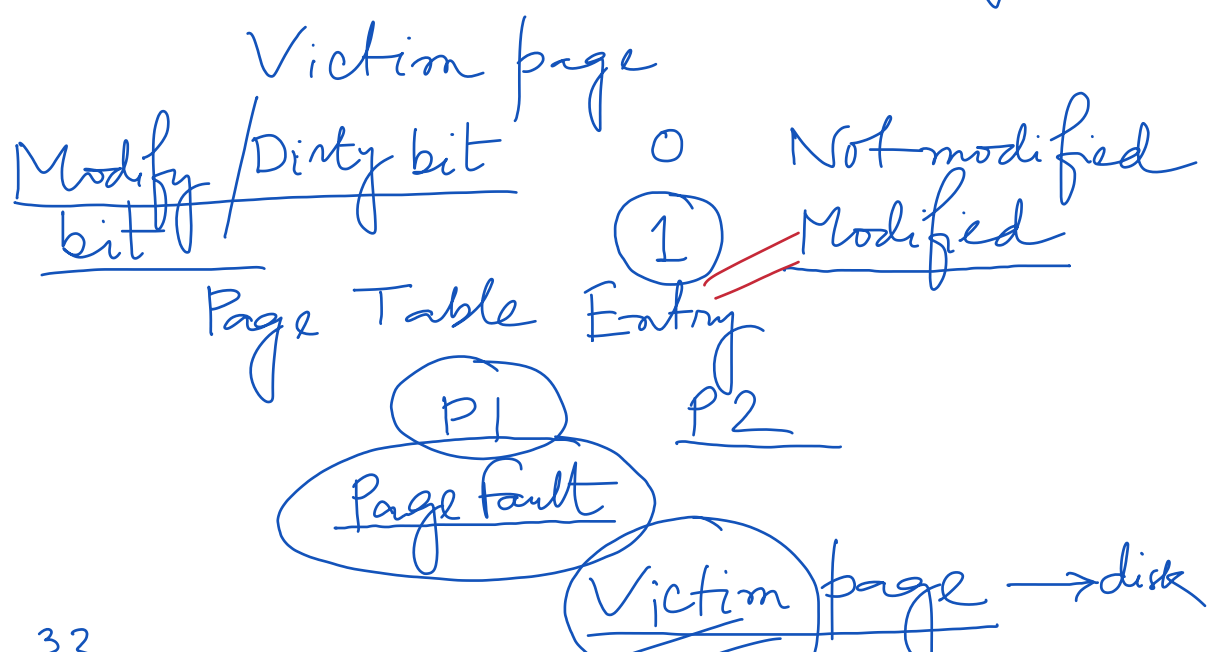 Victim page
Modify / Dirty bit 0 Not modified
bit 1 Modified
Page Table Entry
P1 P2
Page fault
Victim page → disk
32